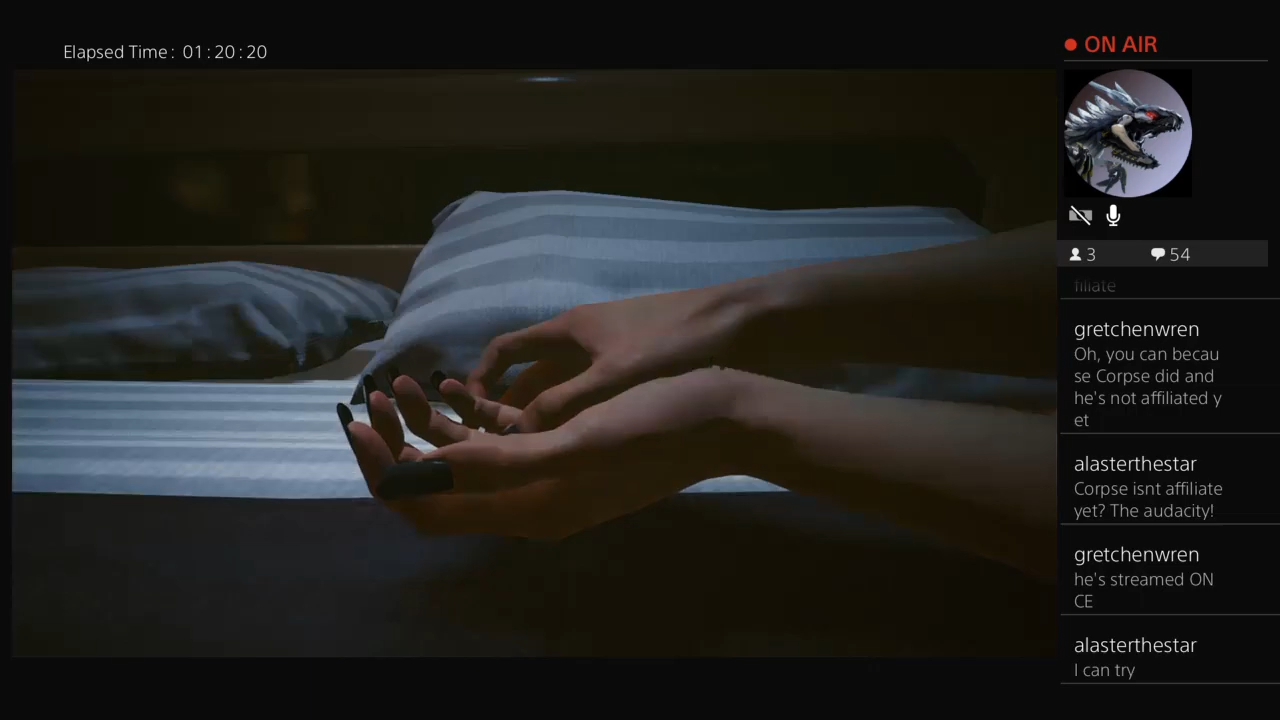 Elapsed Time: 01:20:20
ON AIR
3
54
filiate
gretchenwren
Oh, you can becau
se Corpse did and
he's not affiliated y
et
alasterthestar
Corpse isnt affiliate
yet? The audacity!
gretchenwren
he's streamed ON
CE
alasterthestar
I can try